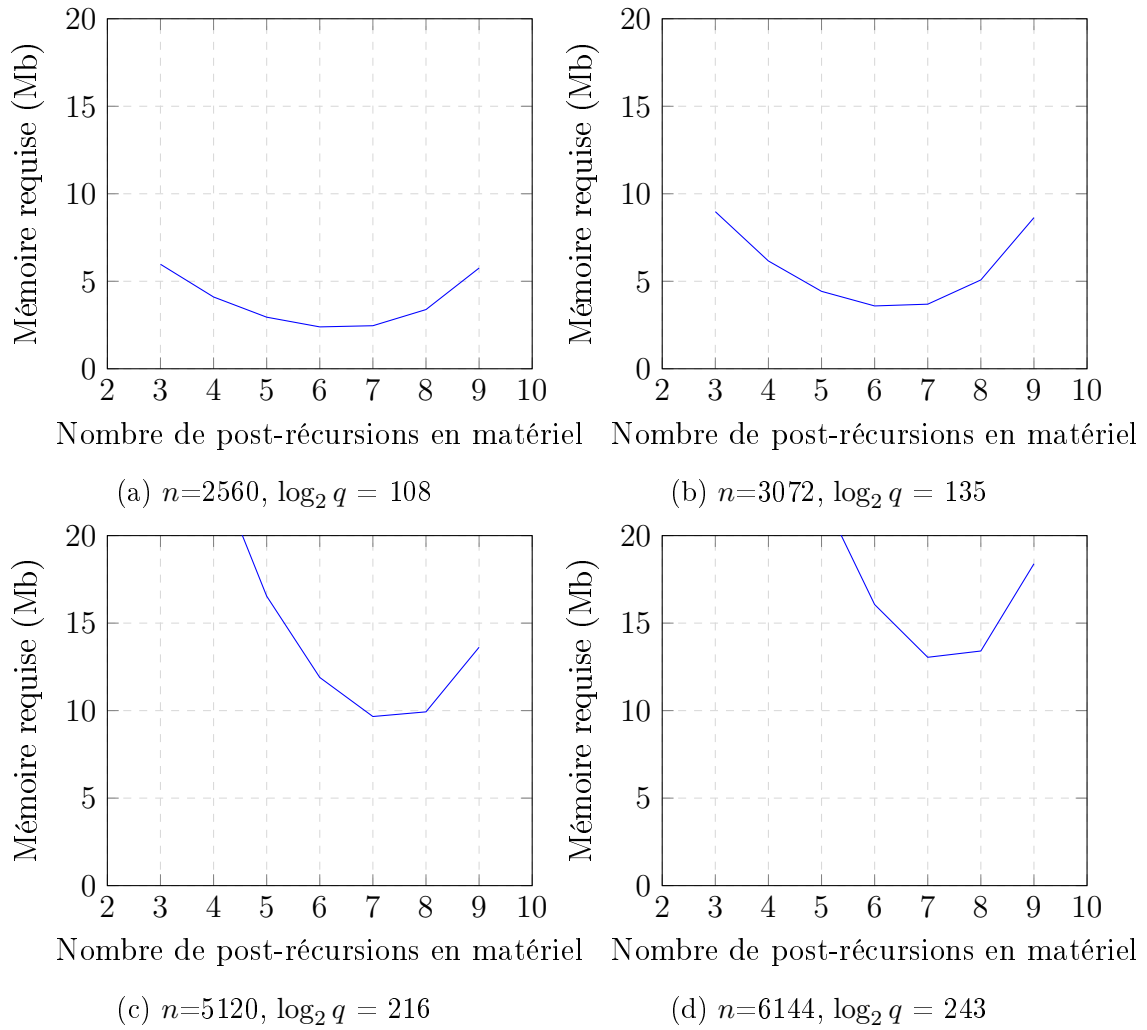 20
15
10
5
0
2 3 4 5 6 7 8 9 10
Mémoire requise (Mb)
Nombre de post-récursions en matériel
(a) n=2560, log₂ q = 108
20
15
10
5
0
2 3 4 5 6 7 8 9 10
Mémoire requise (Mb)
Nombre de post-récursions en matériel
(b) n=3072, log₂ q = 135
20
15
10
5
0
2 3 4 5 6 7 8 9 10
Mémoire requise (Mb)
Nombre de post-récursions en matériel
(c) n=5120, log₂ q = 216
20
15
10
5
0
2 3 4 5 6 7 8 9 10
Mémoire requise (Mb)
Nombre de post-récursions en matériel
(d) n=6144, log₂ q = 243